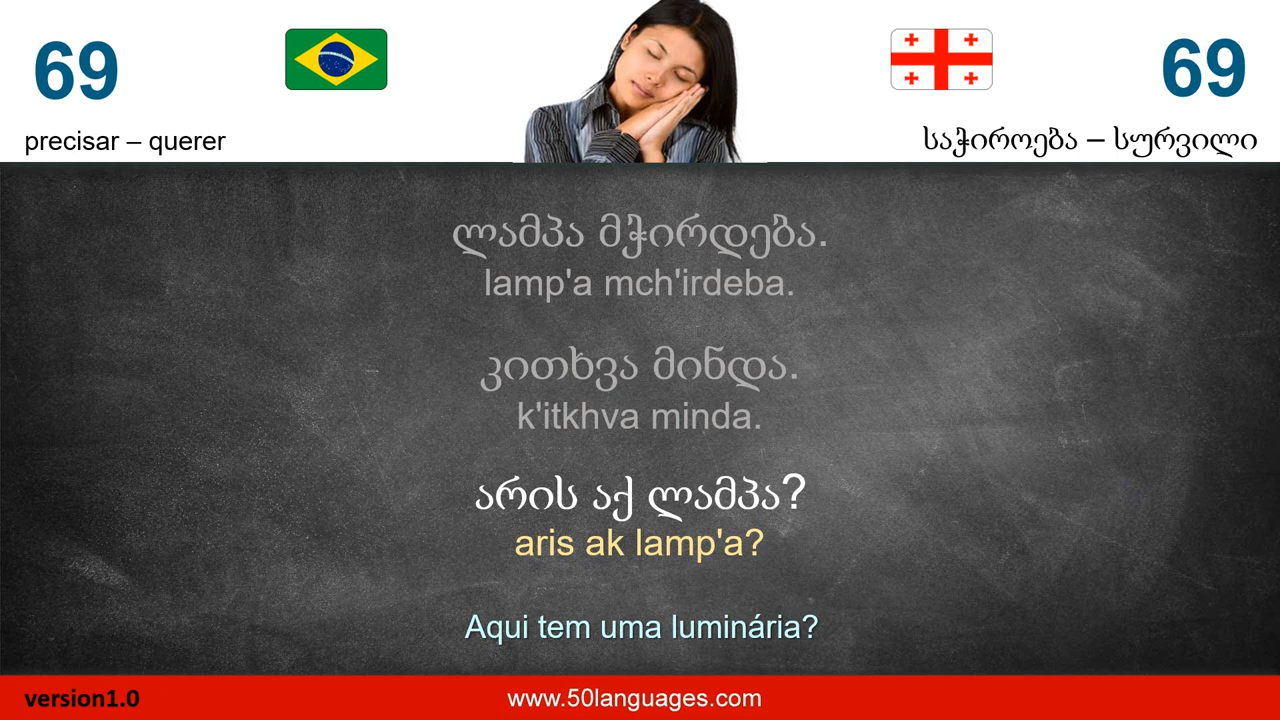 69
69
precisar – querer
საჭიროება – სურვილი
ლამპა მჭირდება.
lamp'a mch'irdeba.
კითხვა მინდა.
k'itkhva minda.
არის აქ ლამპა?
aris ak lamp'a?
Aqui tem uma luminária?
version1.0
www.50languages.com